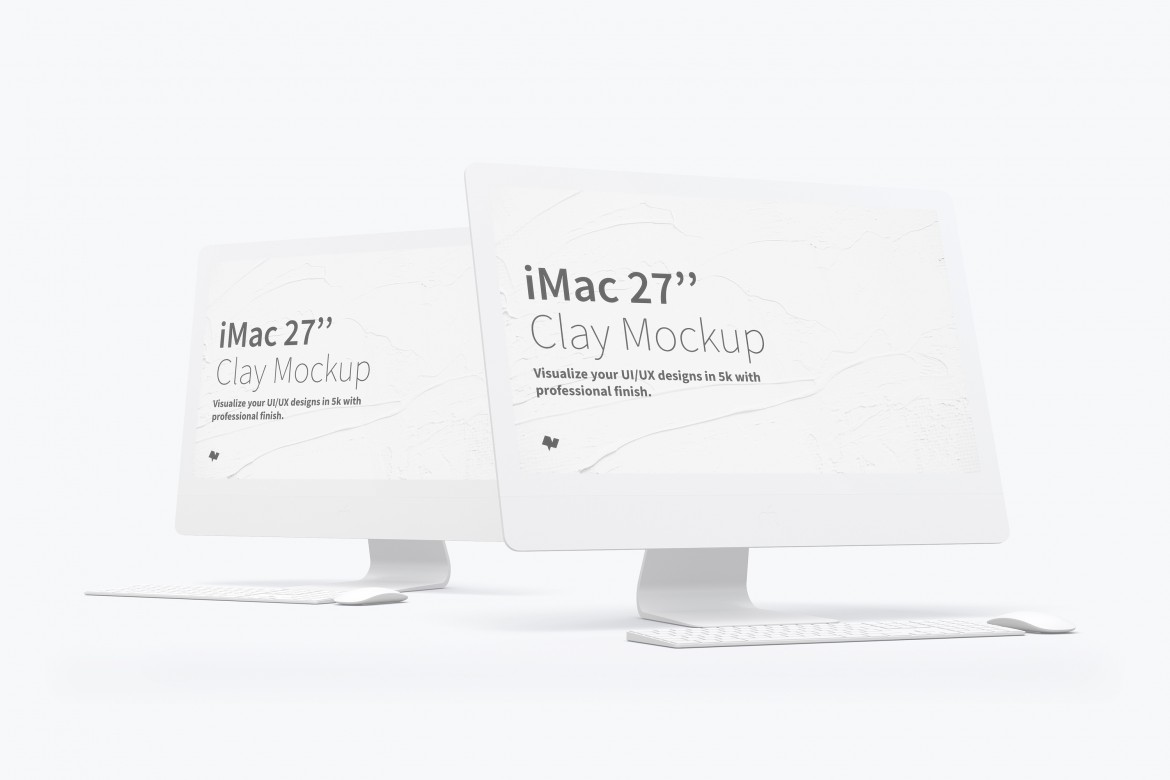 iMac 27’’
Clay Mockup
Visualize your UI/UX designs in 5k with
professional finish.
iMac 27’’
Clay Mockup
Visualize your UI/UX designs in 5k with
professional finish.